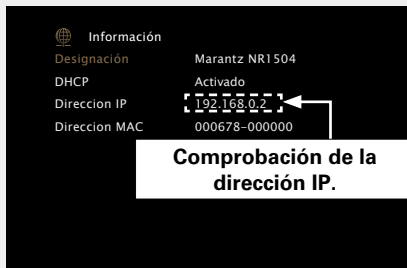 Información
Designación Marantz NR1504
DHCP Activado
Direccion IP 192.168.0.2
Direccion MAC 000678-000000
Comprobación de la
dirección IP.